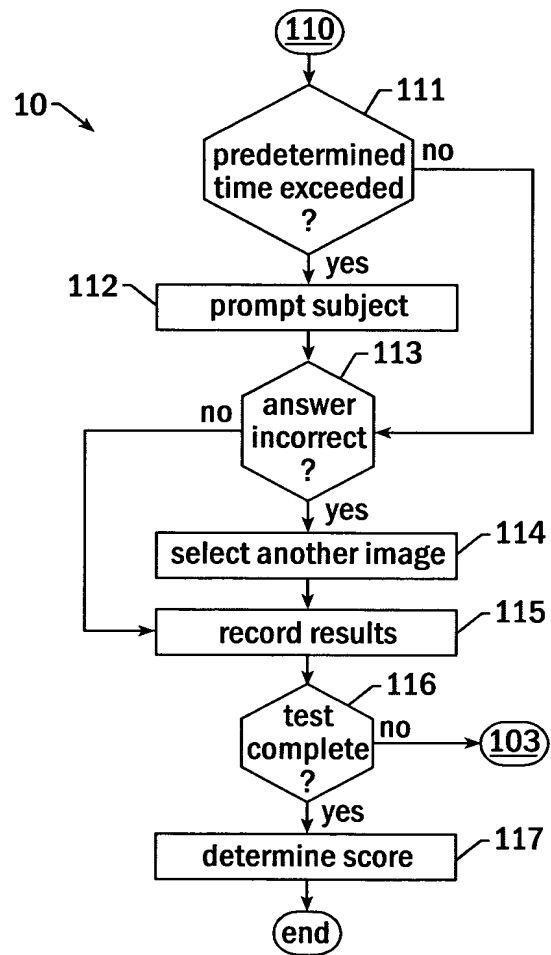 110
10
111
predetermined
time exceeded
?
no
yes
112
prompt subject
113
no
answer
incorrect
?
yes
select another image
114
record results
115
116
test
complete
?
no
103
yes
determine score
117
end